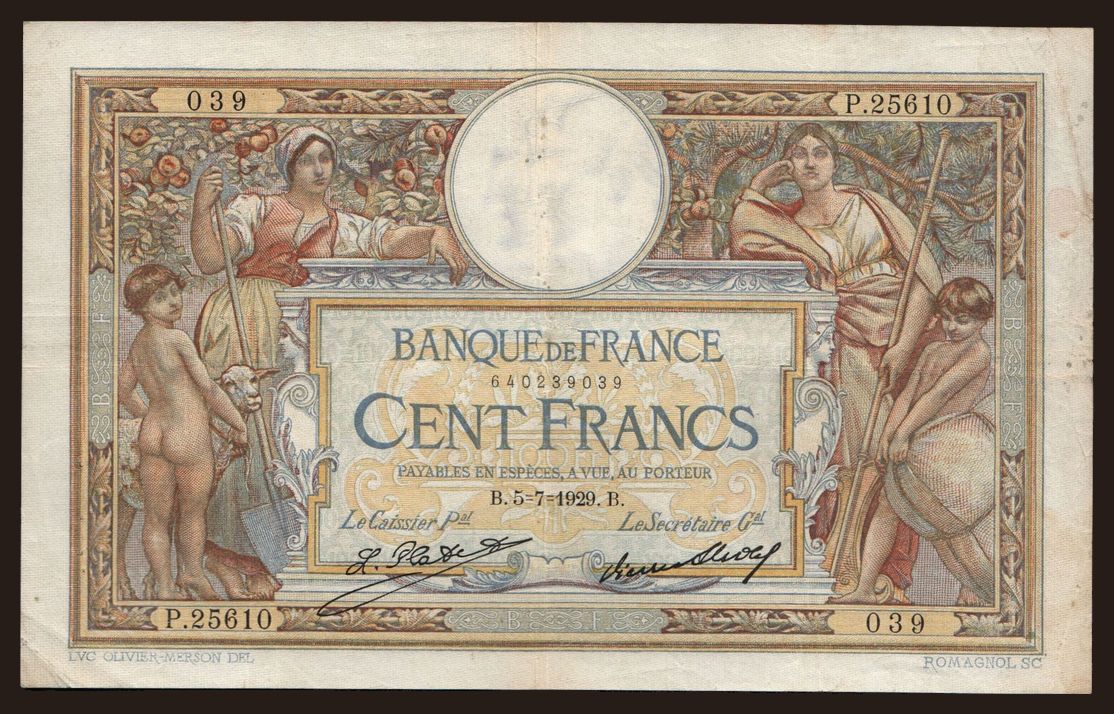 039 P.25610
BANQUE DE FRANCE
640239039
CENT FRANCS
PAYABLES EN ESPÈCES, A VUE, AU PORTEUR
B. 5=7=1929. B.
Le Caissier Pal Le Secrétaire Gal
P.25610 B F 039
B F
B F
LVC OLIVIER-MERSON DEL ROMAGNOL SC